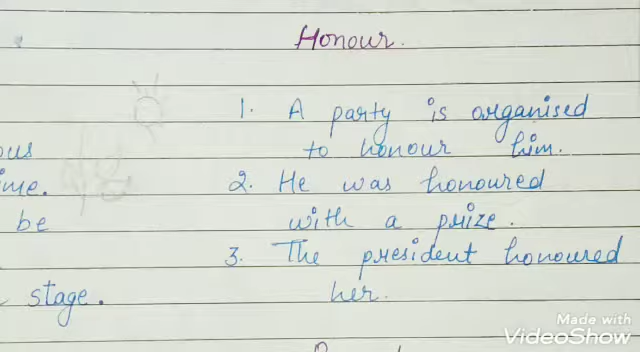 Honour.
1. A party is organised
to honour him.
2. He was honoured
with a prize.
3. The president honoured
her.
ous
ime.
be
stage.
Made with
VideoShow